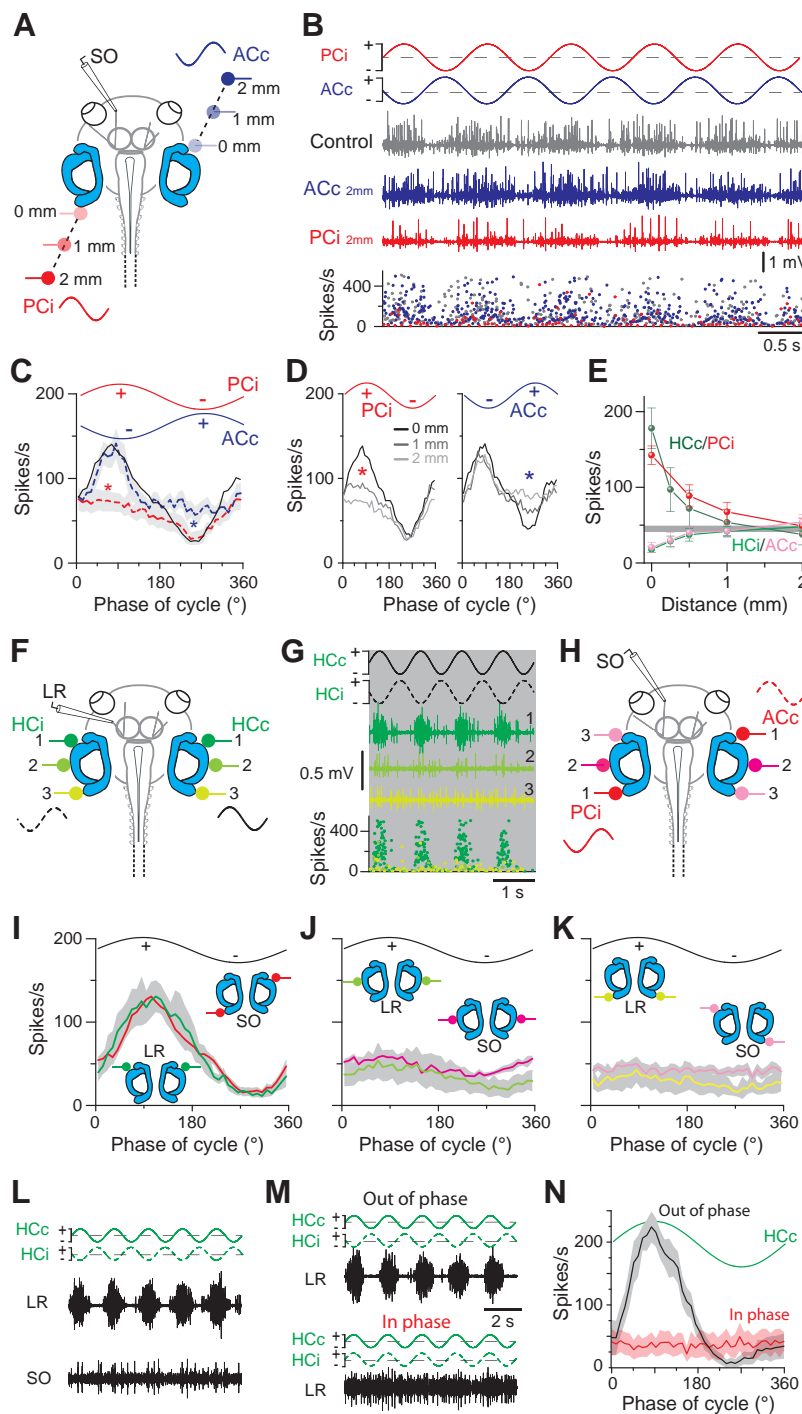 A
SO
ACc
2 mm
1 mm
0 mm
0 mm
1 mm
2 mm
PCi
B
+
PCi
-
+
ACc
-
Control
ACc 2mm
PCi 2mm
1 mV
400
0
Spikes/s
0.5 s
C
PCi
+
-
ACc
-
+
200
100
0
Spikes/s
*
*
0
180
360
Phase of cycle (°)
D
+
PCi
-
-
+
ACc
200
100
0
Spikes/s
0 mm
1 mm
2 mm
*
*
0
180
360
0
180
360
Phase of cycle (°)
E
200
100
0
Spikes/s
HCc/PCi
HCi/ACc
0
1
2
Distance (mm)
F
LR
HCi
HCc
1
2
3
1
2
3
G
+
HCc
-
+
HCi
-
1
2
3
0.5 mV
400
0
Spikes/s
1 s
H
SO
ACc
3
2
1
1
2
3
PCi
I
+
-
200
100
0
Spikes/s
SO
LR
0
180
360
Phase of cycle (°)
J
+
-
200
100
0
LR
SO
0
180
360
Phase of cycle (°)
K
+
-
200
100
0
LR
SO
0
180
360
Phase of cycle (°)
L
HCc
+
-
HCi
+
-
LR
SO
M
Out of phase
HCc
+
-
HCi
+
-
LR
2 s
In phase
HCc
+
-
HCi
+
-
LR
N
Out of phase
HCc
In phase
200
100
0
Spikes/s
0
180
360
Phase of cycle (°)